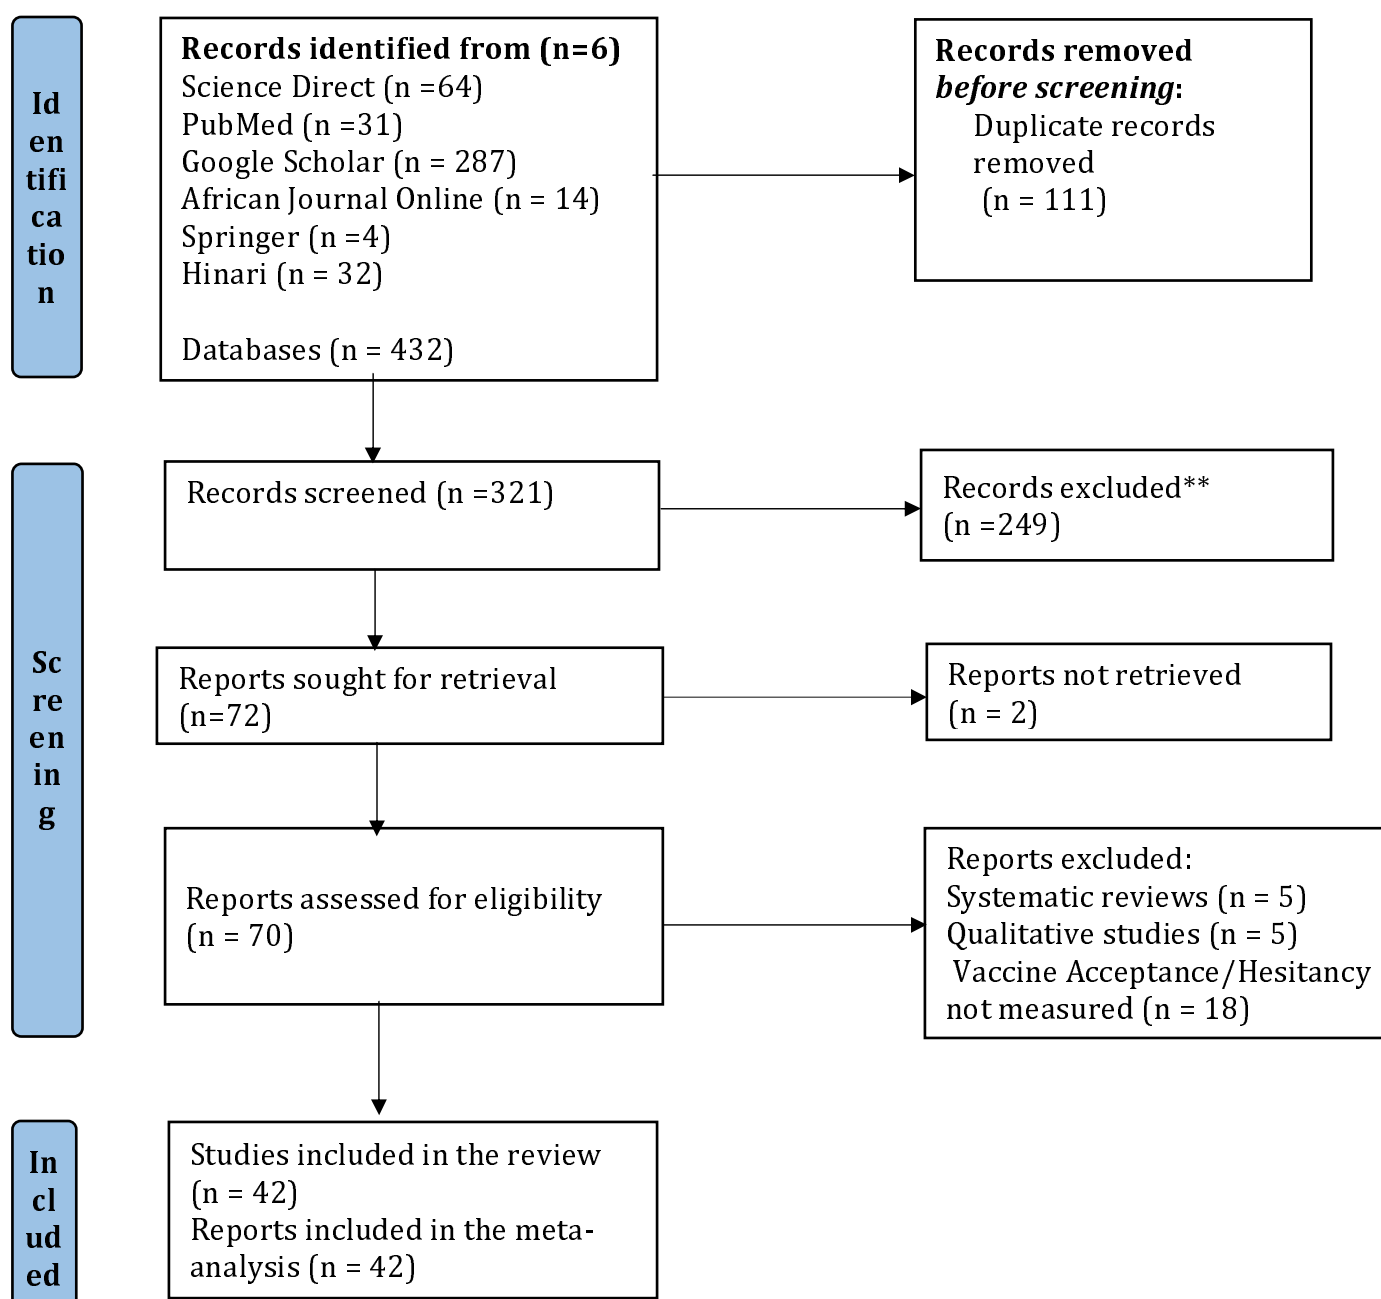 Id
en
tifi
ca
tio
n
Records identified from (n=6)
Science Direct (n =64)
PubMed (n =31)
Google Scholar (n = 287)
African Journal Online (n = 14)
Springer (n =4)
Hinari (n = 32)
Databases (n = 432)
Records removed
before screening:
Duplicate records
removed
(n = 111)
Sc
re
en
in
g
Records screened (n =321)
Records excluded**
(n =249)
Reports sought for retrieval
(n=72)
Reports not retrieved
(n = 2)
Reports assessed for eligibility
(n = 70)
Reports excluded:
Systematic reviews (n = 5)
Qualitative studies (n = 5)
Vaccine Acceptance/Hesitancy
not measured (n = 18)
In
cl
ud
ed
Studies included in the review
(n = 42)
Reports included in the meta-
analysis (n = 42)